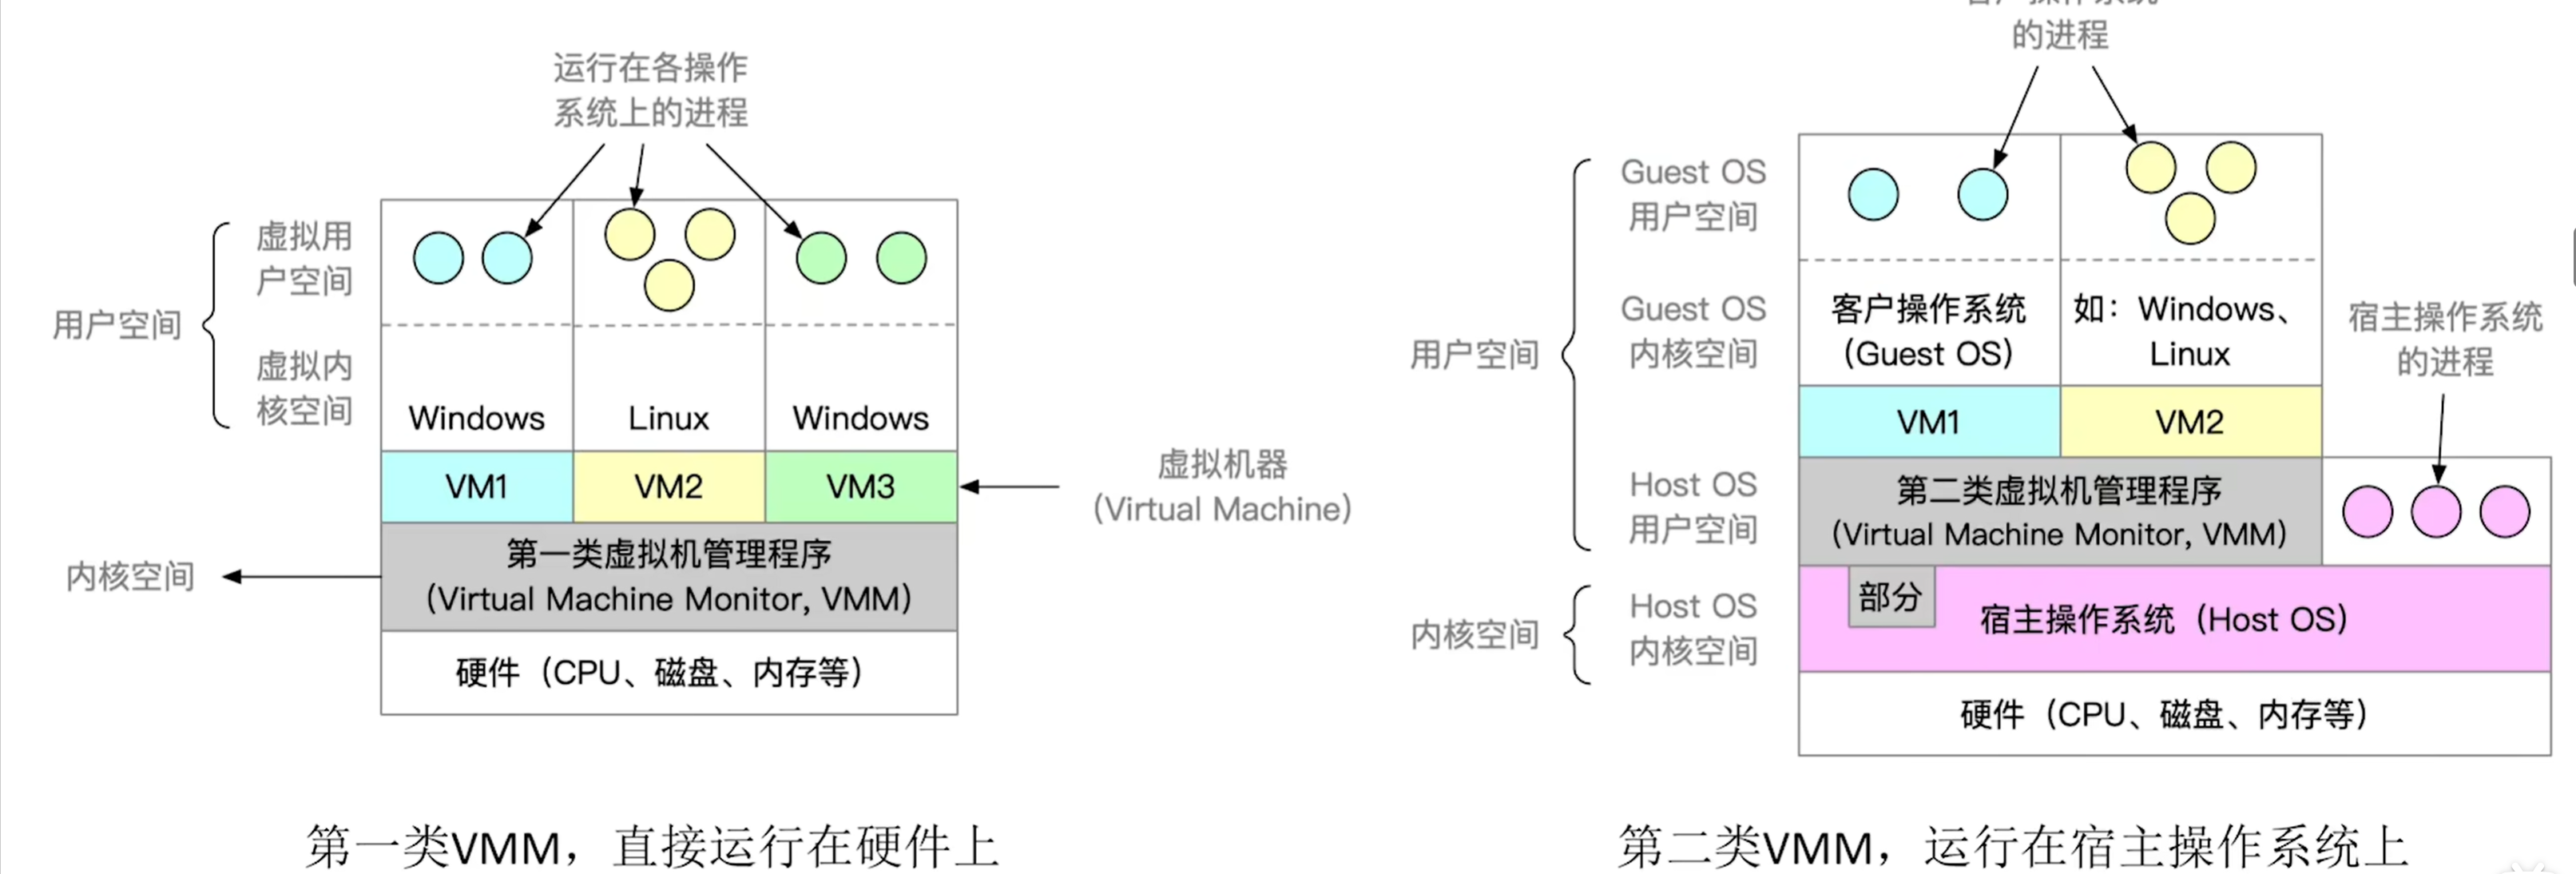 运行在各操作
系统上的进程
虚拟用
户空间
用户空间
虚拟内
核空间
Windows
Linux
Windows
VM1
VM2
VM3
虚拟机器
(Virtual Machine)
内核空间
第一类虚拟机管理程序
(Virtual Machine Monitor, VMM)
硬件（CPU、磁盘、内存等）
第一类VMM，直接运行在硬件上
客户操作系统
的进程
Guest OS
用户空间
Guest OS
内核空间
用户空间
客户操作系统
(Guest OS)
如：Windows、
Linux
宿主操作系统
的进程
VM1
VM2
Host OS
用户空间
第二类虚拟机管理程序
(Virtual Machine Monitor, VMM)
内核空间
Host OS
内核空间
部分
宿主操作系统（Host OS）
硬件（CPU、磁盘、内存等）
第二类VMM，运行在宿主操作系统上